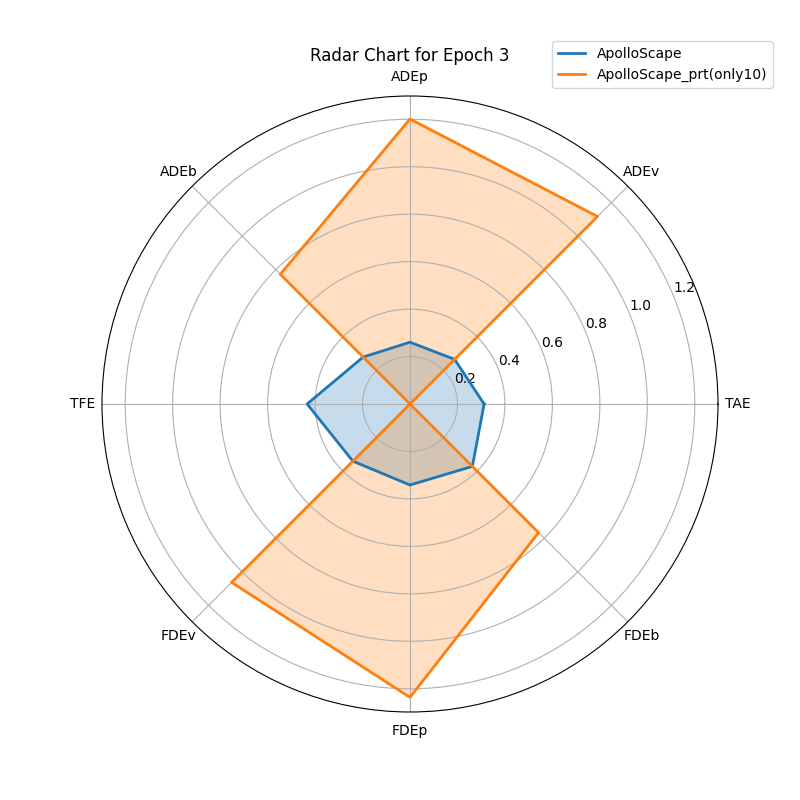 Radar Chart for Epoch 3
ApolloScape
ApolloScape_prt(only10)
ADEp
ADEb
ADEv
1.2
1.0
0.8
0.6
0.4
0.2
TFE
TAE
FDEv
FDEb
FDEp